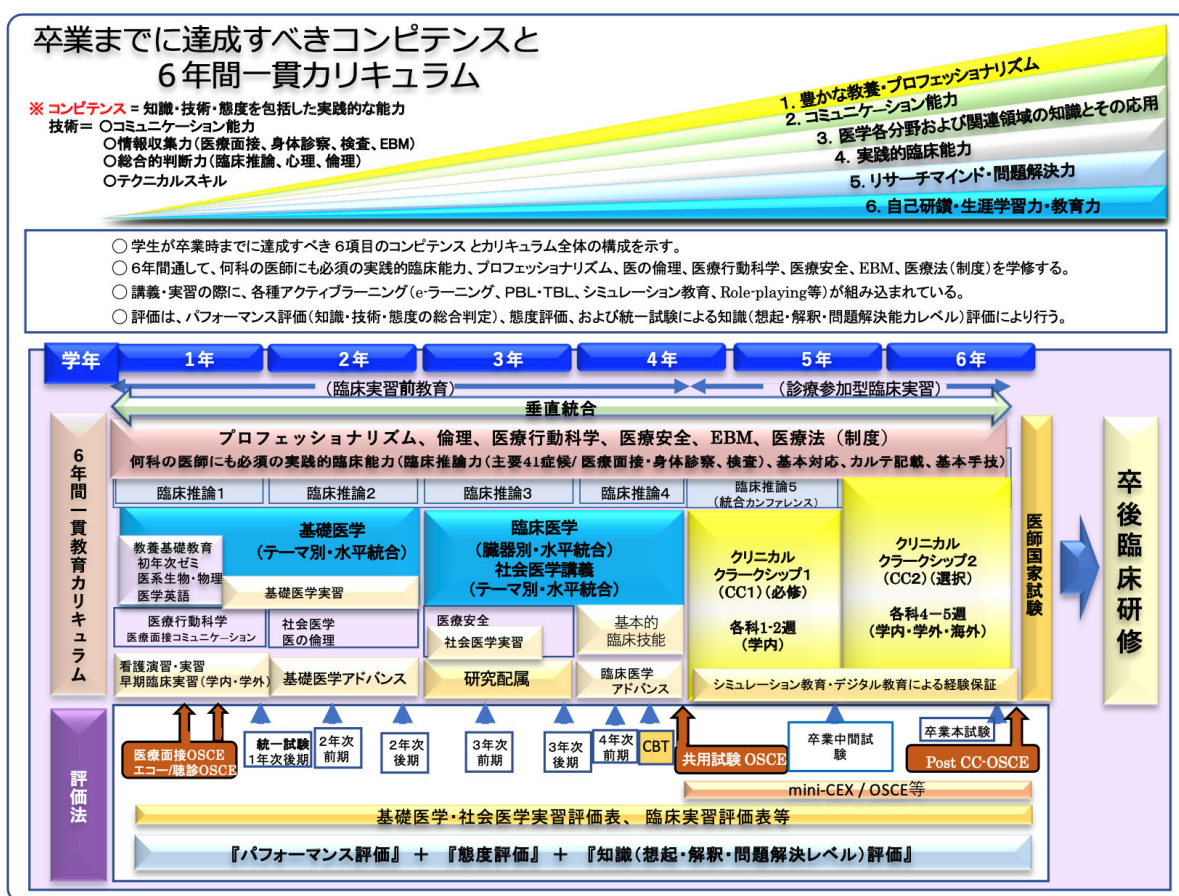 卒業までに達成すべきコンピテンスと
6年間一貫カリキュラム
※ コンピテンス = 知識・技術・態度を包括した実践的な能力
技術＝ ○コミュニケーション能力
○情報収集力(医療面接、身体診察、検査、EBM)
○総合的判断力(臨床推論、心理、倫理)
○テクニカルスキル
1. 豊かな教養・プロフェッショナリズム
2. コミュニケーション能力
3. 医学各分野および関連領域の知識とその応用
4. 実践的臨床能力
5. リサーチマインド・問題解決力
6. 自己研鑽・生涯学習力・教育力
○ 学生が卒業時までに達成すべき 6項目のコンピテンス とカリキュラム全体の構成を示す。
○ 6年間通して、何科の医師にも必須の実践的臨床能力、プロフェッショナリズム、医の倫理、医療行動科学、医療安全、EBM、医療法(制度)を学修する。
○ 講義・実習の際に、各種アクティブラーニング(e-ラーニング、PBL・TBL、シミュレーション教育、Role-playing等)が組み込まれている。
○ 評価は、パフォーマンス評価(知識・技術・態度の総合判定)、態度評価、および統一試験による知識(想起・解釈・問題解決能力レベル)評価により行う。
学年
1年
2年
3年
4年
5年
6年
(臨床実習前教育)
(診療参加型臨床実習)
垂直統合
6年間一貫教育カリキュラム
プロフェッショナリズム、倫理、医療行動科学、医療安全、EBM、医療法（制度）
何科の医師にも必須の実践的臨床能力(臨床推論力(主要41症候/ 医療面接・身体診察、検査)、基本対応、カルテ記載、基本手技)
臨床推論1
臨床推論2
臨床推論3
臨床推論4
臨床推論5
(統合カンファレンス)
基礎医学
(テーマ別・水平統合)
教養基礎教育
初年次ゼミ
医系生物・物理
医学英語
基礎医学実習
臨床医学
(臓器別・水平統合)
社会医学講義
(テーマ別・水平統合)
クリニカル
クラークシップ1
(CC1)(必修)
各科1-2週
(学内)
クリニカル
クラークシップ2
(CC2)(選択)
各科4－5週
(学内・学外・海外)
医療行動科学
医療面接コミュニケーション
社会医学
医の倫理
医療安全
社会医学実習
基本的
臨床技能
看護演習・実習
早期臨床実習(学内・学外)
基礎医学アドバンス
研究配属
臨床医学
アドバンス
シミュレーション教育・デジタル教育による経験保証
医師国家試験
卒後臨床研修
評価法
医療面接OSCE
エコー/聴診OSCE
統一試験
1年次後期
2年次
前期
2年次
後期
3年次
前期
3年次
後期
4年次
前期
CBT
共用試験 OSCE
卒業中間試
験
卒業本試験
Post CC-OSCE
mini-CEX / OSCE等
基礎医学・社会医学実習評価表、 臨床実習評価表等
『パフォーマンス評価』 ＋ 『態度評価』 ＋ 『知識(想起・解釈・問題解決レベル)評価』